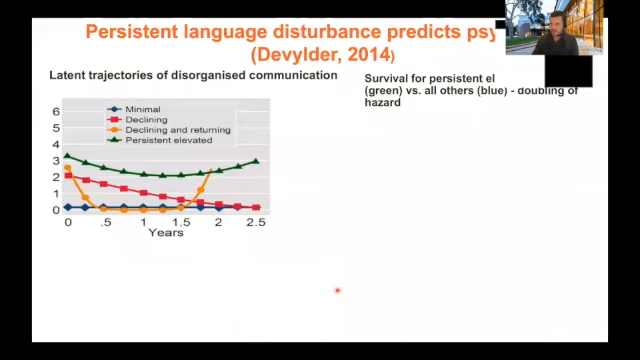 Persistent language disturbance predicts
(Devylder, 2014)
Latent trajectories of disorganised communication
Survival for persistent
(green) vs. all others (blue) - doubling of
hazard
Minimal
Declining
Declining and returning
Persistent elevated
6
5
4
3
2
1
0
0 .5 1 1.5 2 2.5
Years